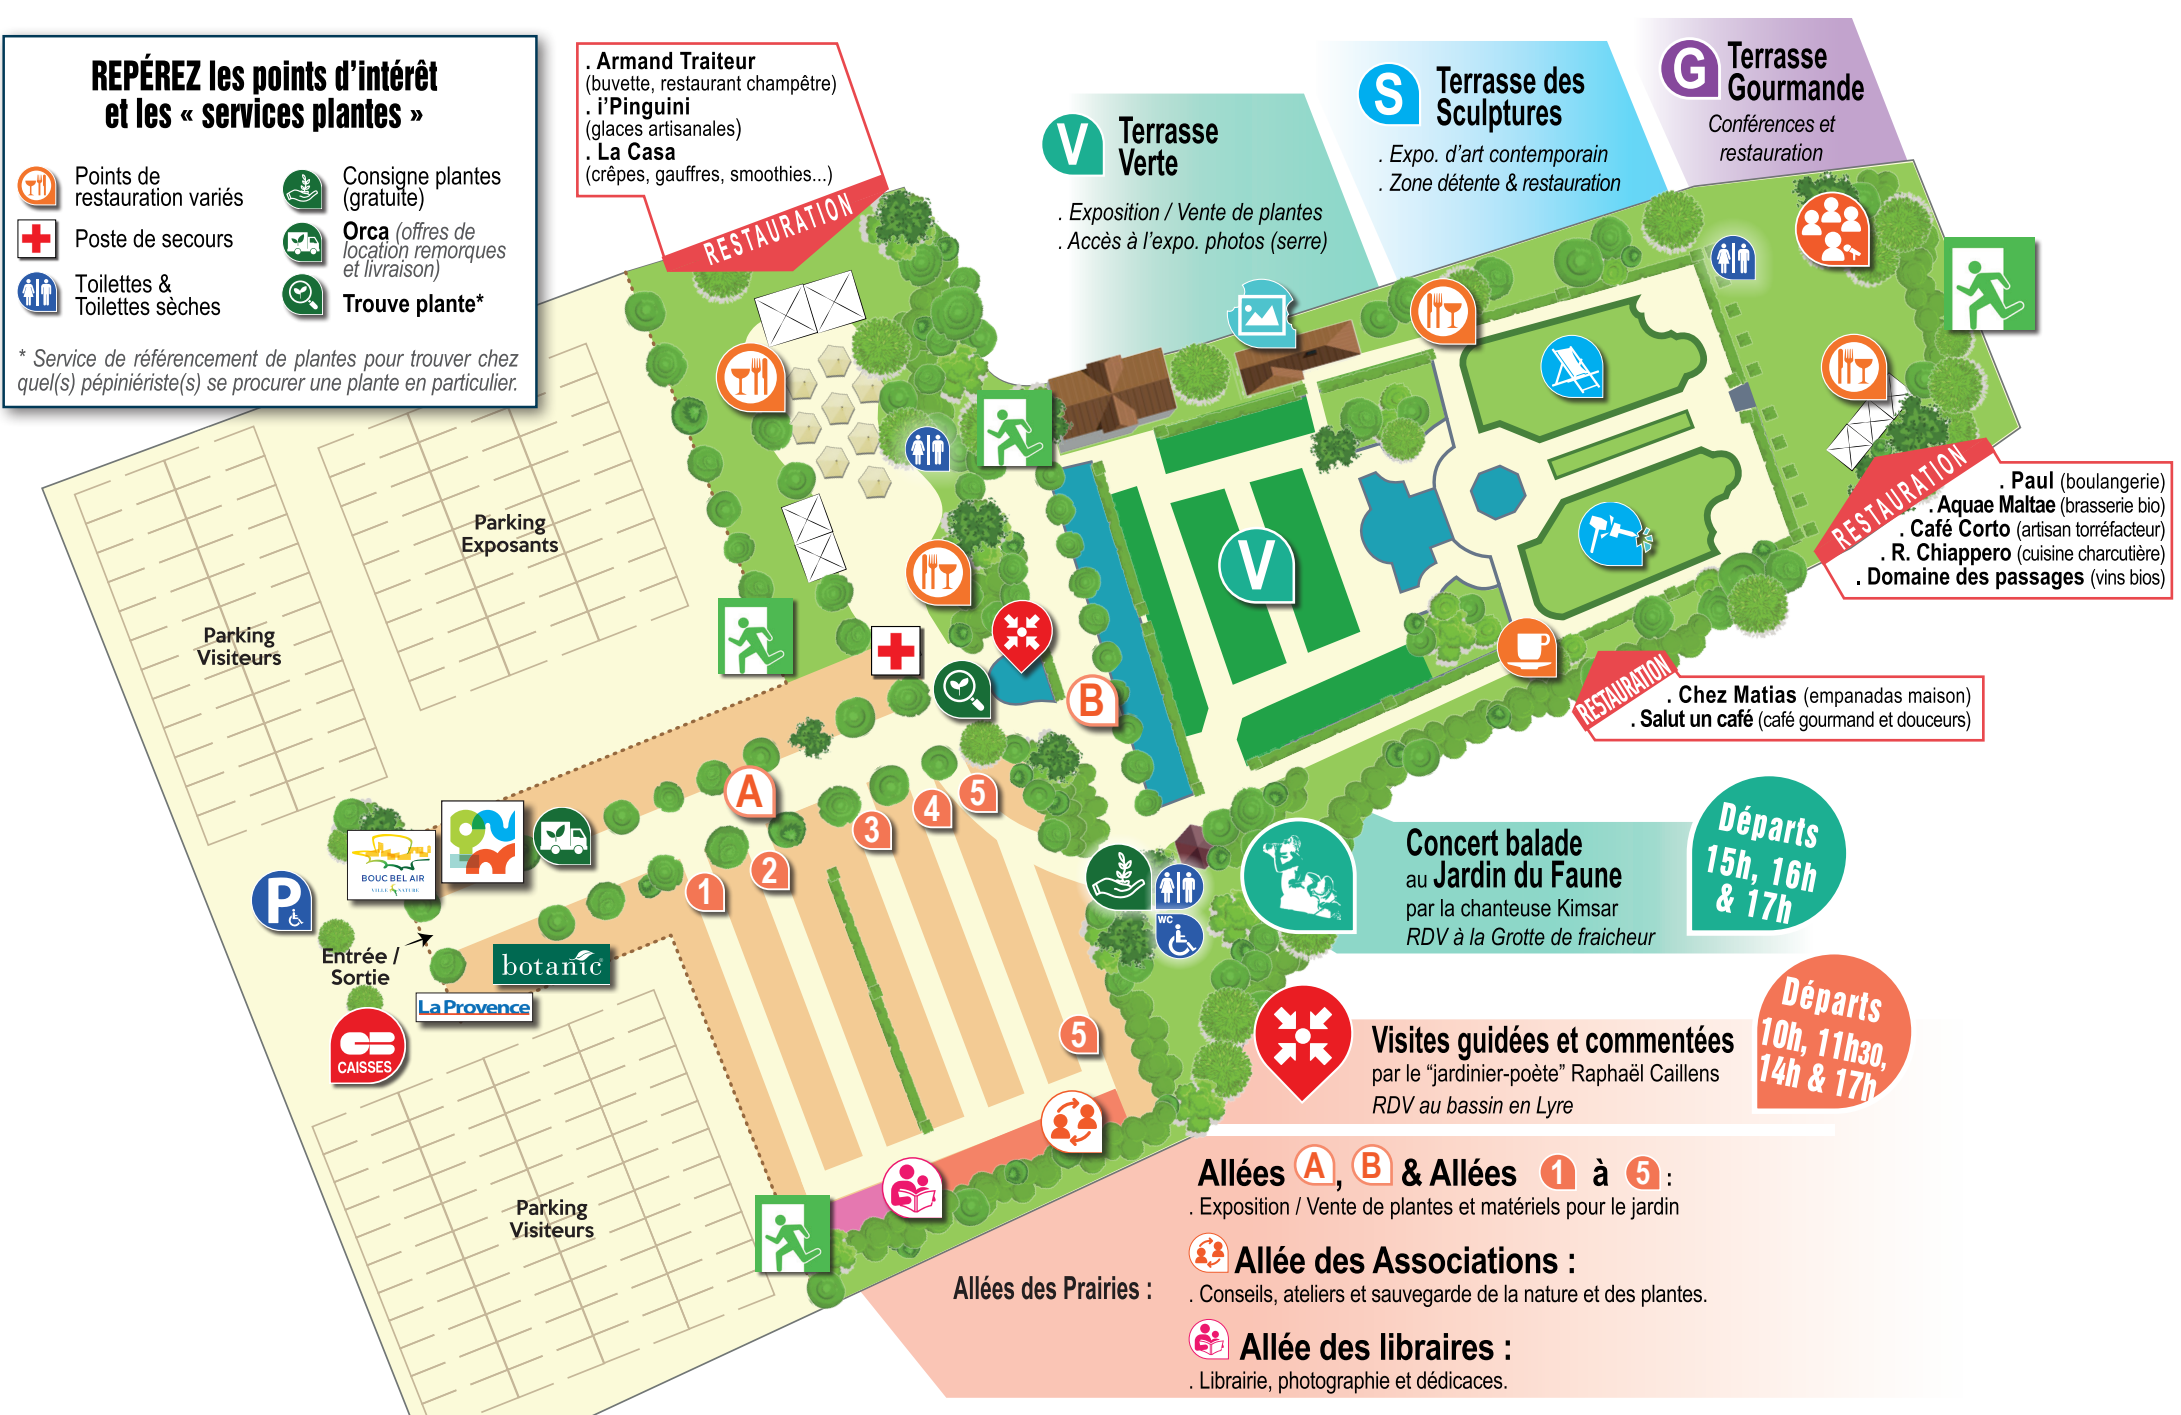 REPÉREZ les points d'intérêt
et les « services plantes »
Points de
restauration variés
Poste de secours
Toilettes &
Toilettes sèches
Consigne plantes
(gratuite)
Orca (offres de
location remorques
et livraison)
Trouve plante*
* Service de référencement de plantes pour trouver chez
quel(s) pépiniériste(s) se procurer une plante en particulier.
. Armand Traiteur
(buvette, restaurant champêtre)
. i'Pinguini
(glaces artisanales)
. La Casa
(crêpes, gauffres, smoothies...)
RESTAURATION
V
Terrasse
Verte
. Exposition / Vente de plantes
. Accès à l'expo. photos (serre)
S
Terrasse des
Sculptures
. Expo. d'art contemporain
. Zone détente & restauration
G
Terrasse
Gourmande
Conférences et
restauration
RESTAURATION
. Paul (boulangerie)
. Aquae Maltae (brasserie bio)
. Café Corto (artisan torréfacteur)
. R. Chiappero (cuisine charcutière)
. Domaine des passages (vins bios)
RESTAURATION
. Chez Matias (empanadas maison)
. Salut un café (café gourmand et douceurs)
Parking
Exposants
Parking
Visiteurs
V
B
A
1
2
3
4
5
5
BOUC BEL AIR
VILLE NATURE
P
Entrée /
Sortie
botanic
La Provence
CAISSES
WC
Parking
Visiteurs
Concert balade
au Jardin du Faune
par la chanteuse Kimsar
RDV à la Grotte de fraicheur
Départs
15h, 16h
& 17h
Visites guidées et commentées
par le “jardinier-poète” Raphaël Caillens
RDV au bassin en Lyre
Départs
10h, 11h30,
14h & 17h
Allées des Prairies :
Allées A, B & Allées 1 à 5 :
. Exposition / Vente de plantes et matériels pour le jardin
Allée des Associations :
. Conseils, ateliers et sauvegarde de la nature et des plantes.
Allée des libraires :
. Librairie, photographie et dédicaces.